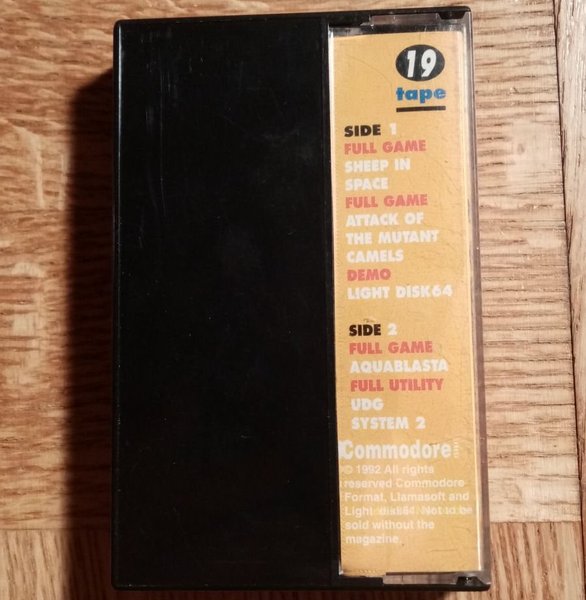 19
tape
SIDE 1
FULL GAME
SHEEP IN
SPACE
FULL GAME
ATTACK OF
THE MUTANT
CAMELS
DEMO
LIGHT DISK64
SIDE 2
FULL GAME
AQUABLASTA
FULL UTILITY
UDG
SYSTEM 2
Commodore
© 1992 All rights
reserved Commodore
Format, Llamasoft and
Light disk64. Not to be
sold without the
magazine.